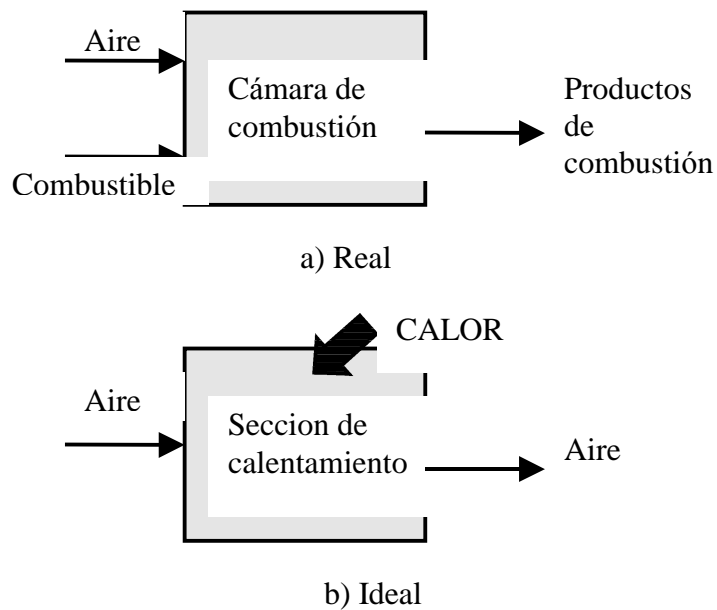 Aire
Cámara de
combustión
Combustible
Productos
de
combustión
a) Real
CALOR
Aire
Seccion de
calentamiento
Aire
b) Ideal